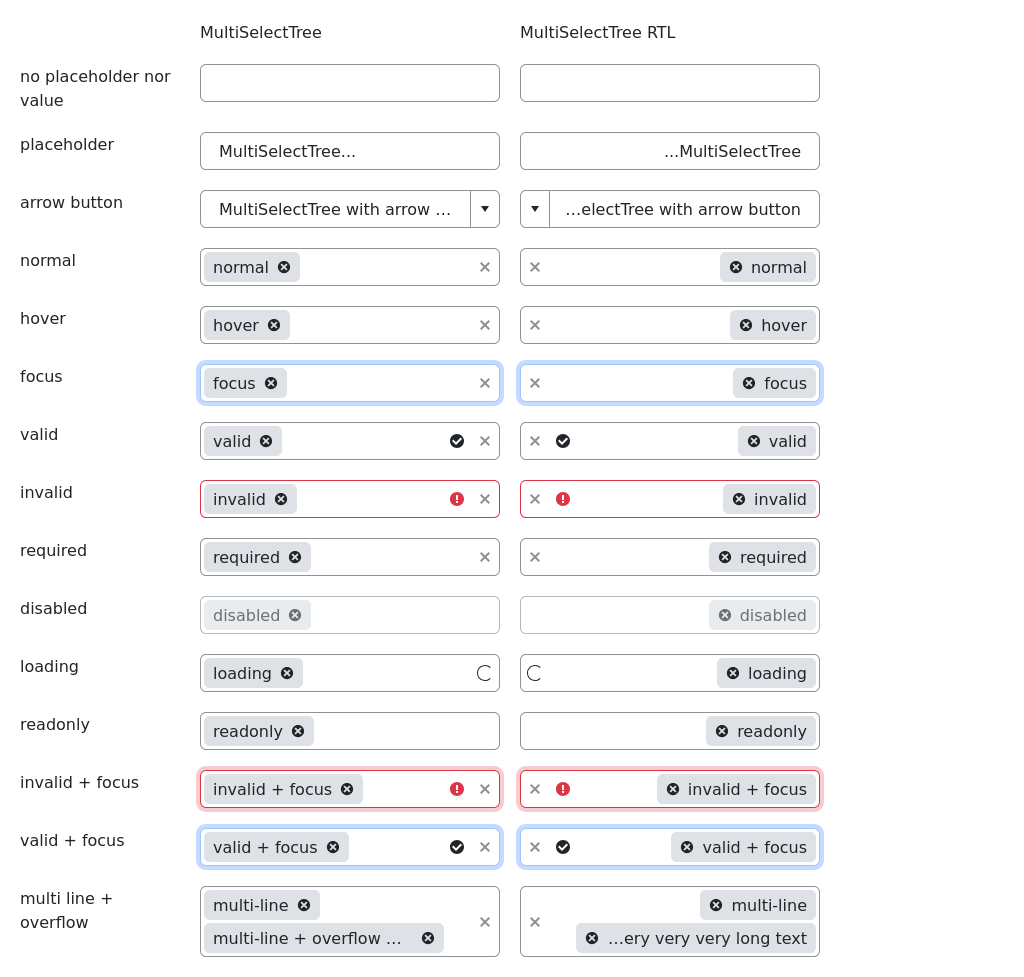 MultiSelectTree MultiSelectTree RTL
no placeholder nor
value
placeholder MultiSelectTree... ...MultiSelectTree
arrow button MultiSelectTree with arrow ... ...electTree with arrow button
normal normal normal
hover hover hover
focus focus focus
valid valid valid
invalid invalid invalid
required required required
disabled disabled disabled
loading loading loading
readonly readonly readonly
invalid + focus invalid + focus invalid + focus
valid + focus valid + focus valid + focus
multi line + multi-line multi-line
overflow multi-line + overflow ... ...ery very very long text